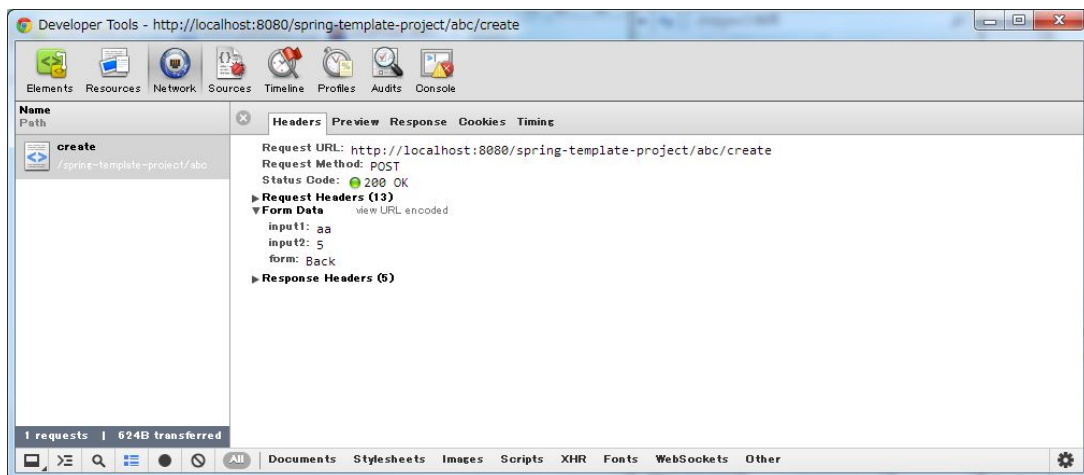 Developer Tools - http://localhost:8080/spring-template-project/abc/create
Elements Resources Network Sources Timeline Profiles Audits Console
Name
Path
Headers Preview Response Cookies Timing
create
/spring-template-project/abc
Request URL: http://localhost:8080/spring-template-project/abc/create
Request Method: POST
Status Code: 200 OK
Request Headers (13)
Form Data view URL encoded
input1: aa
input2: 5
form: Back
Response Headers (5)
1 requests | 624B transferred
All Documents Stylesheets Images Scripts XHR Fonts WebSockets Other